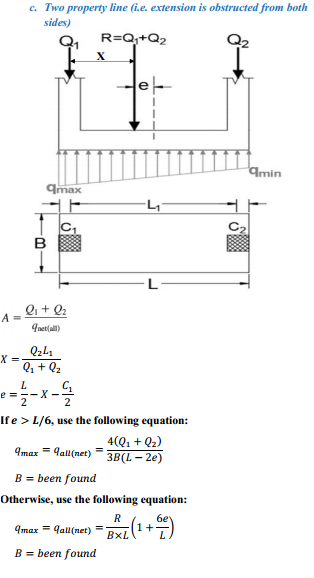 c. Two property line (i.e. extension is obstructed from both
sides)
Q₁ R=Q₁+Q₂ Q₂
X
e
qmax qmin
L₁
C₁ C₂
B
L
A = (Q₁ + Q₂) / qnet(all)
X = Q₂L₁ / (Q₁ + Q₂)
e = L/2 − X − C₁/2
If e > L/6, use the following equation:
qmax = qall(net) = 4(Q₁ + Q₂) / 3B(L − 2e)
B = been found
Otherwise, use the following equation:
qmax = qall(net) = R / B×L (1 + 6e/L)
B = been found